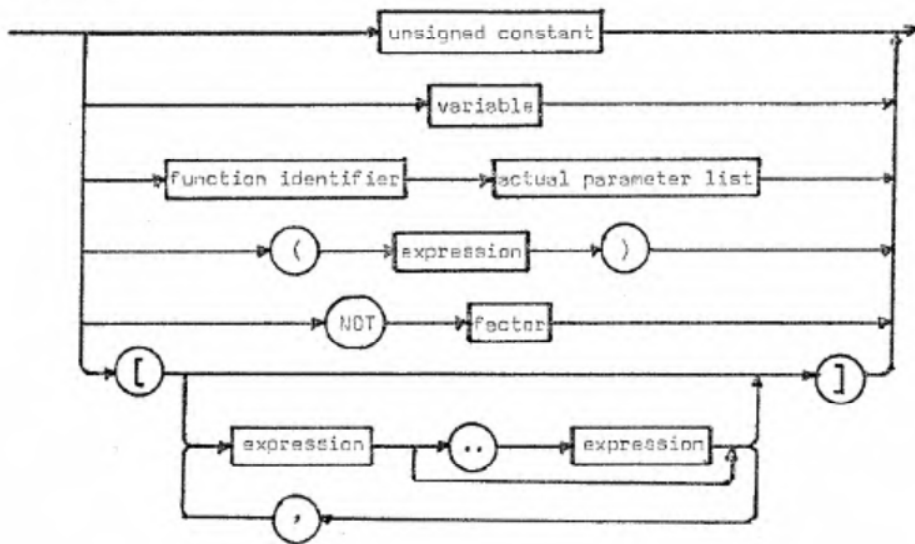 unsigned constant
variable
function identifier actual parameter list
( expression )
NOT factor
[ ]
expression .. expression
,